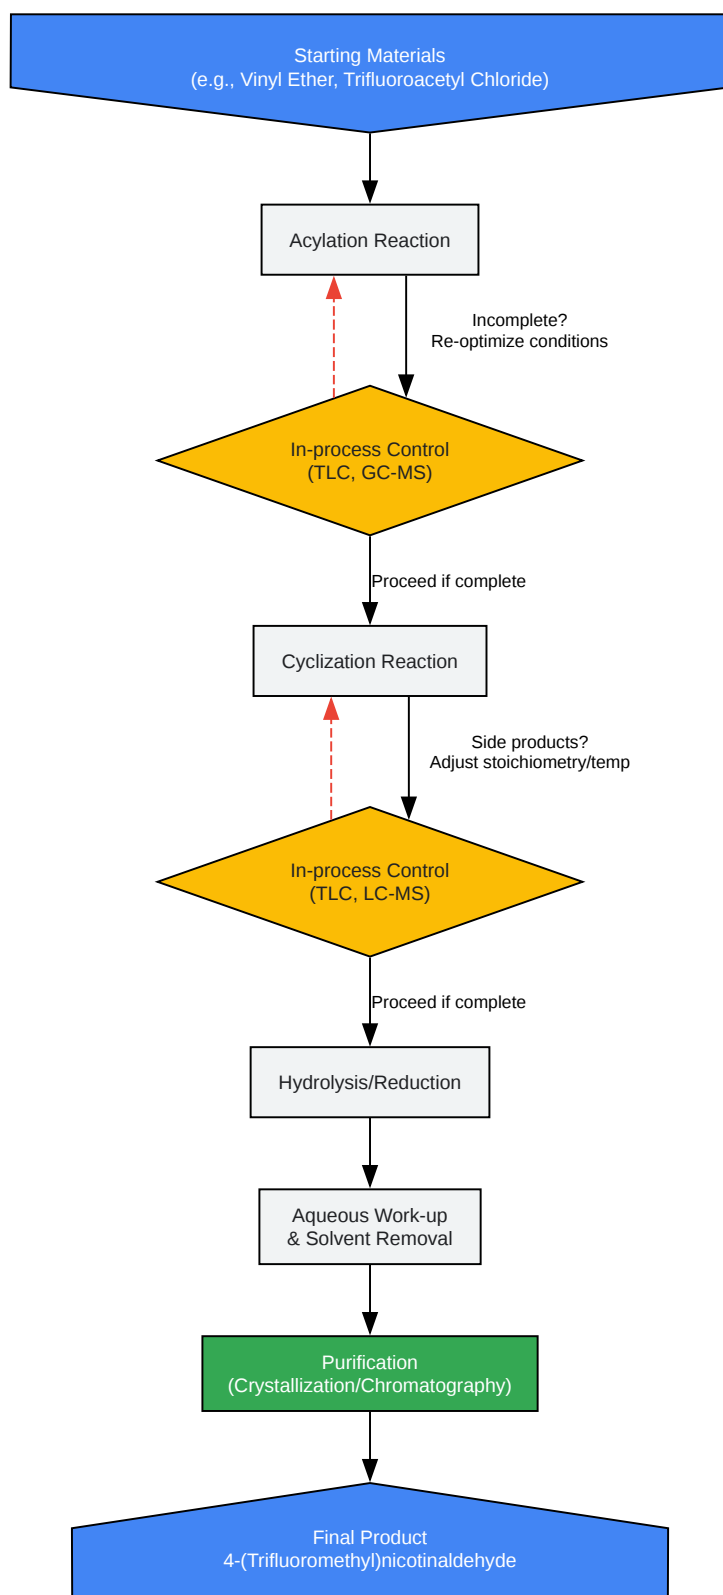 Starting Materials
(e.g., Vinyl Ether, Trifluoroacetyl Chloride)
Acylation Reaction
Incomplete?
Re-optimize conditions
In-process Control
(TLC, GC-MS)
Proceed if complete
Cyclization Reaction
Side products?
Adjust stoichiometry/temp
In-process Control
(TLC, LC-MS)
Proceed if complete
Hydrolysis/Reduction
Aqueous Work-up
& Solvent Removal
Purification
(Crystallization/Chromatography)
Final Product
4-(Trifluoromethyl)nicotinaldehyde